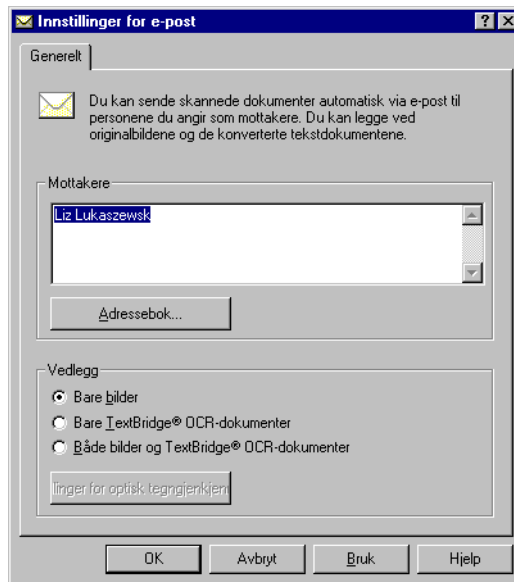 Innstillinger for e-post
Generelt
Du kan sende skannede dokumenter automatisk via e-post til
personene du angir som mottakere. Du kan legge ved
originalbildene og de konverterte tekstdokumentene.
Mottakere
Liz Lukaszewsk
Adressebok...
Vedlegg
Bare bilder
Bare TextBridge® OCR-dokumenter
Både bilder og TextBridge® OCR-dokumenter
linger for optisk tegngjenkjenn
OK Avbryt Bruk Hjelp